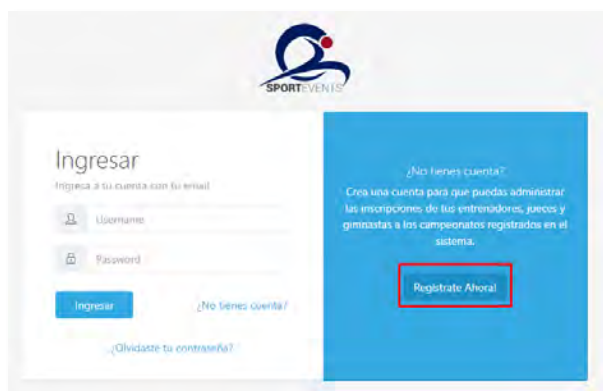 SPORTEVENTS
Ingresar
Ingresa a tu cuenta con tu email
Username
Password
Ingresar
¿No tienes cuenta?
¿Olvidaste tu contraseña?
¿No tienes cuenta?
Crea una cuenta para que puedas administrar
las inscripciones de tus entrenadores, jueces y
gimnastas a los campeonatos registrados en el
sistema.
Registrate Ahora!